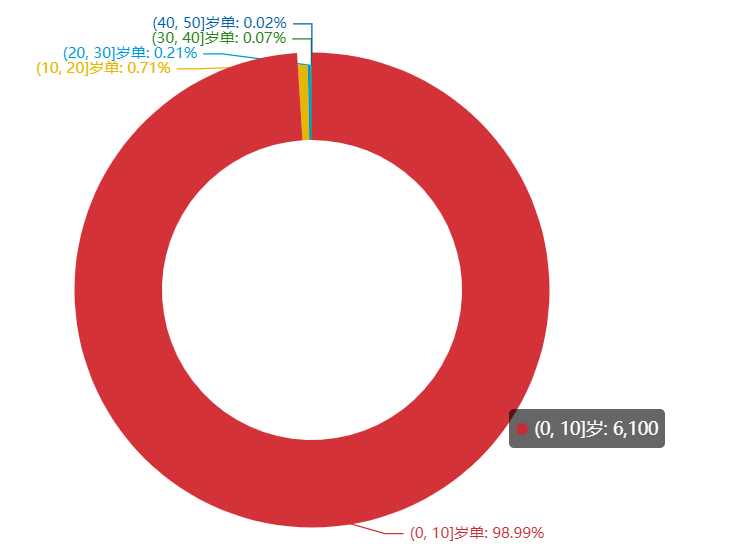 (40, 50]岁单: 0.02%
(30, 40]岁单: 0.07%
(20, 30]岁单: 0.21%
(10, 20]岁单: 0.71%
(0, 10]岁: 6,100
(0, 10]岁单: 98.99%